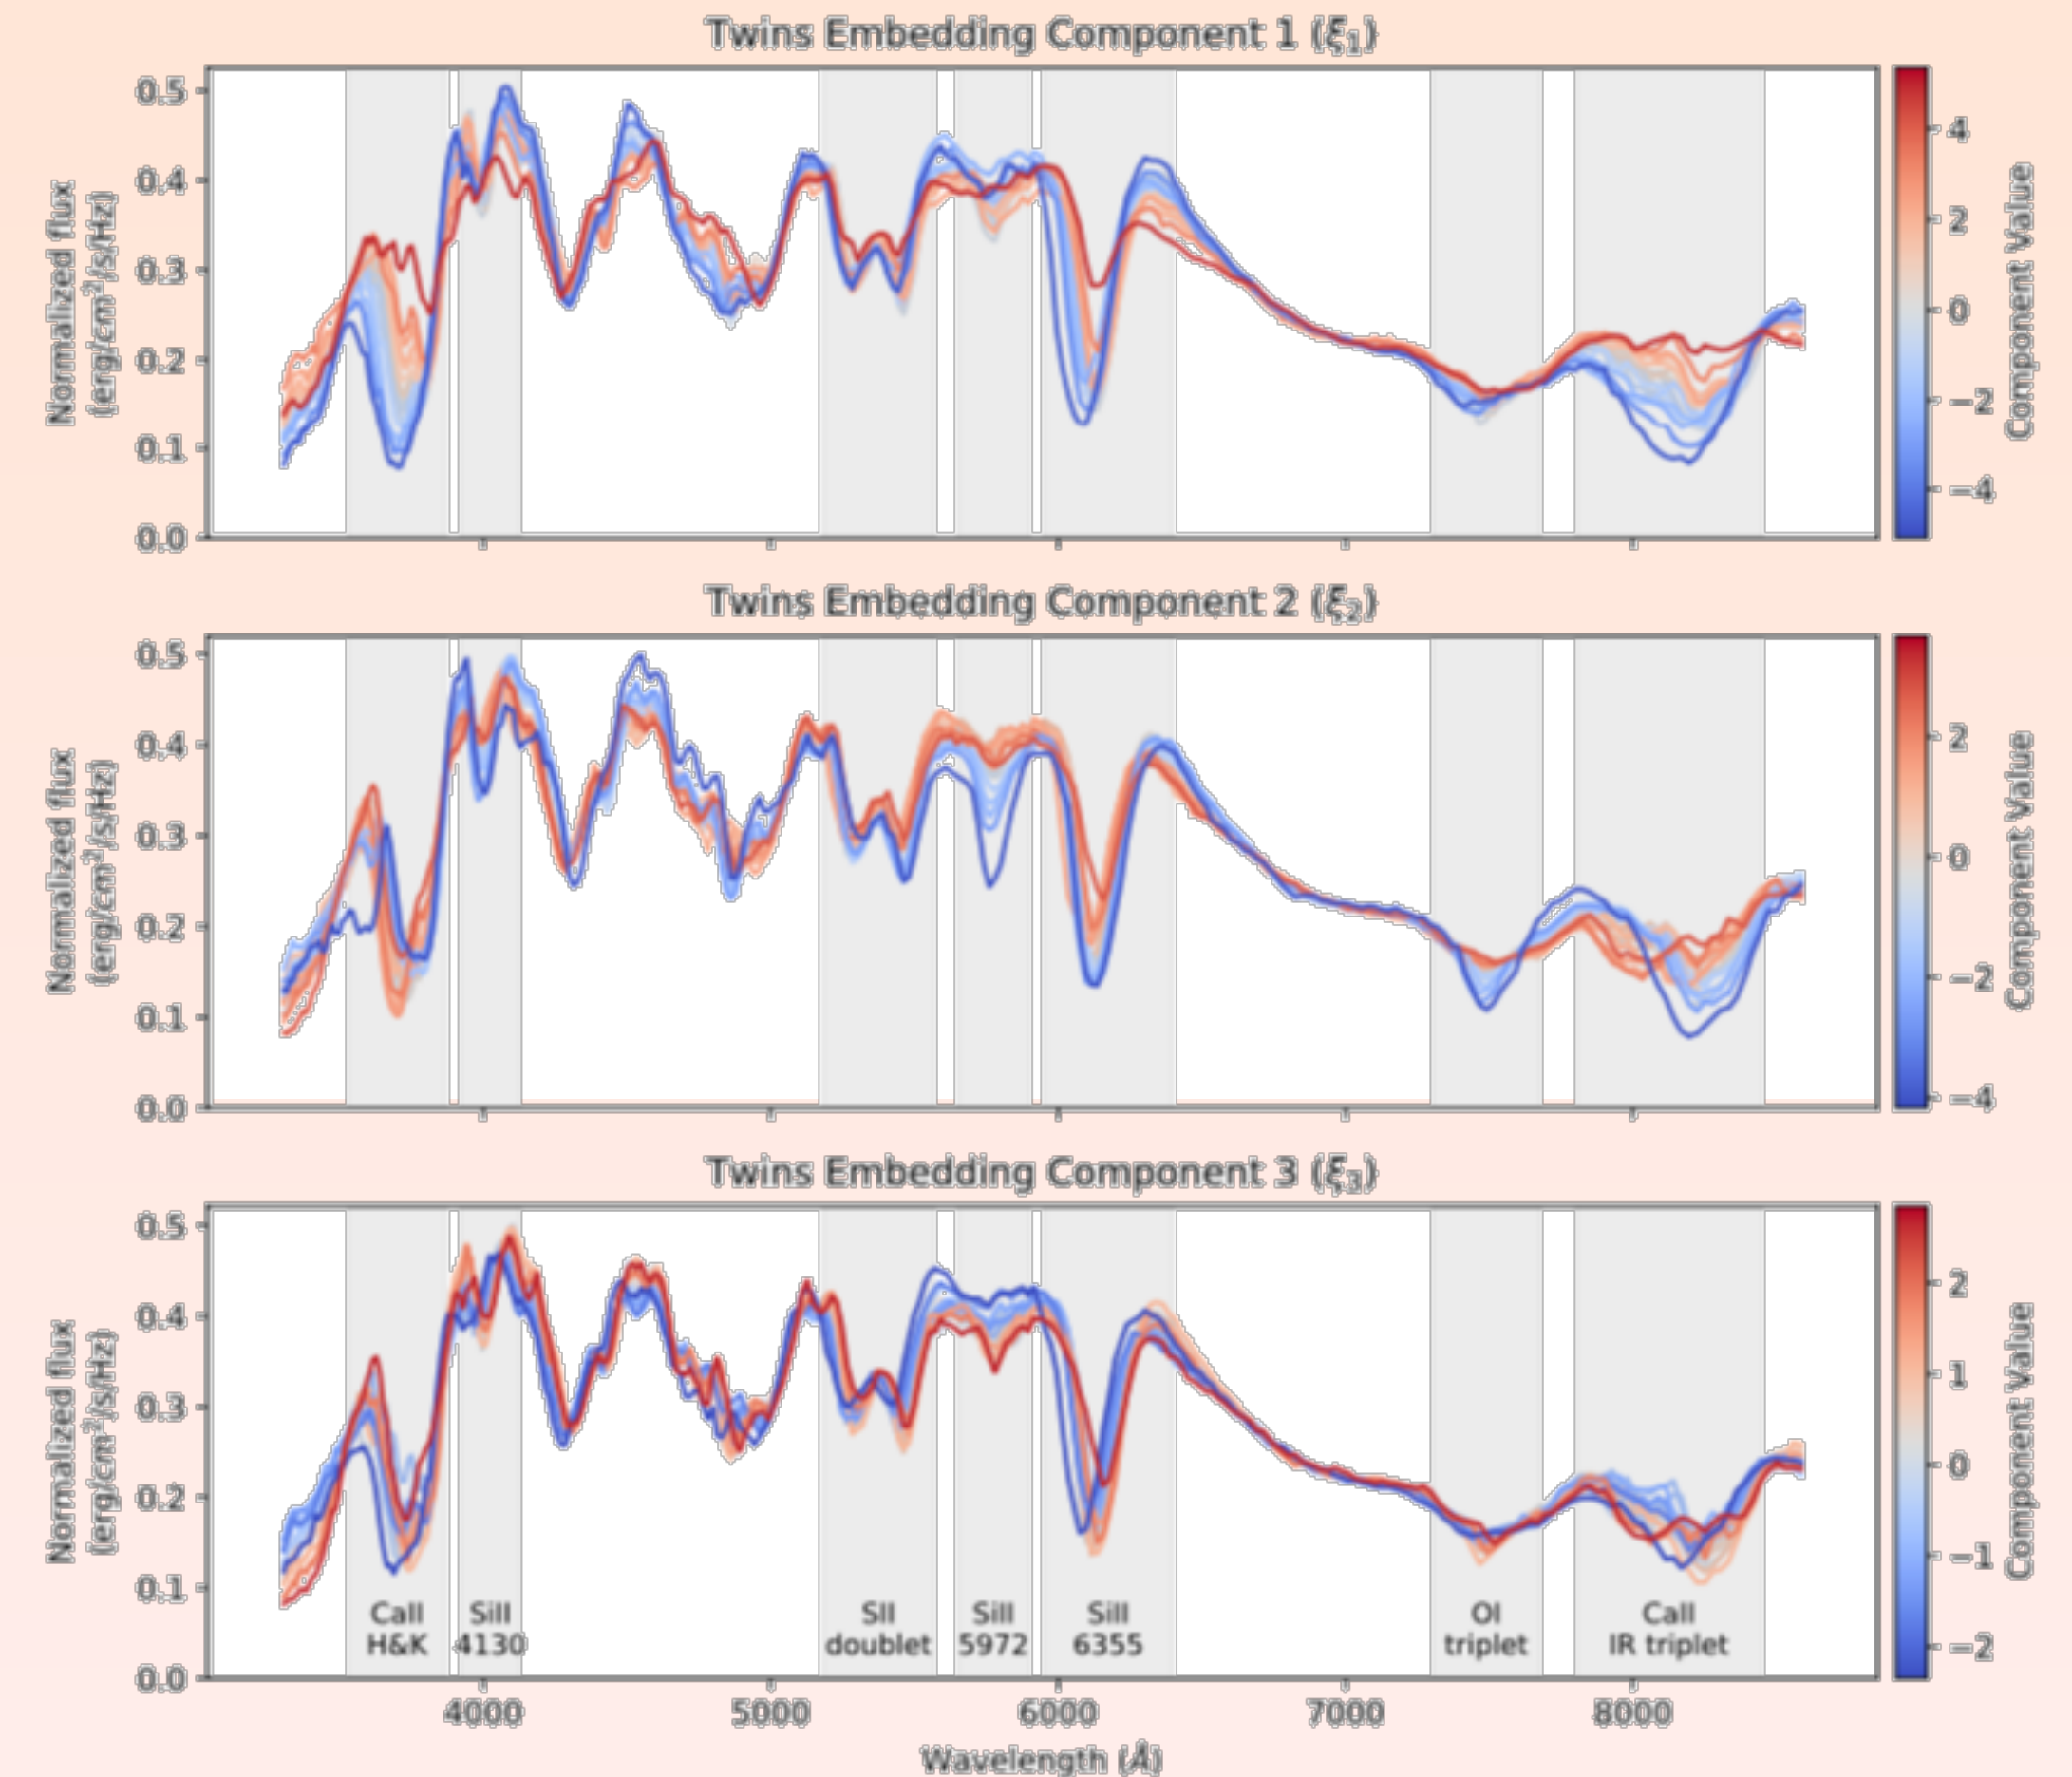 Twins Embedding Component 1 (ξ₁)
Normalized flux
(erg/cm²/s/Hz)
0.5
0.4
0.3
0.2
0.1
0.0
4
2
0
−2
−4
Component Value
Twins Embedding Component 2 (ξ₂)
Normalized flux
(erg/cm²/s/Hz)
0.5
0.4
0.3
0.2
0.1
0.0
2
0
−2
−4
Component Value
Twins Embedding Component 3 (ξ₃)
Normalized flux
(erg/cm²/s/Hz)
0.5
0.4
0.3
0.2
0.1
0.0
CaII
H&K
SiII
4130
SII
doublet
SiII
5972
SiII
6355
OI
triplet
CaII
IR triplet
2
1
0
−1
−2
Component Value
4000 5000 6000 7000 8000
Wavelength (Å)